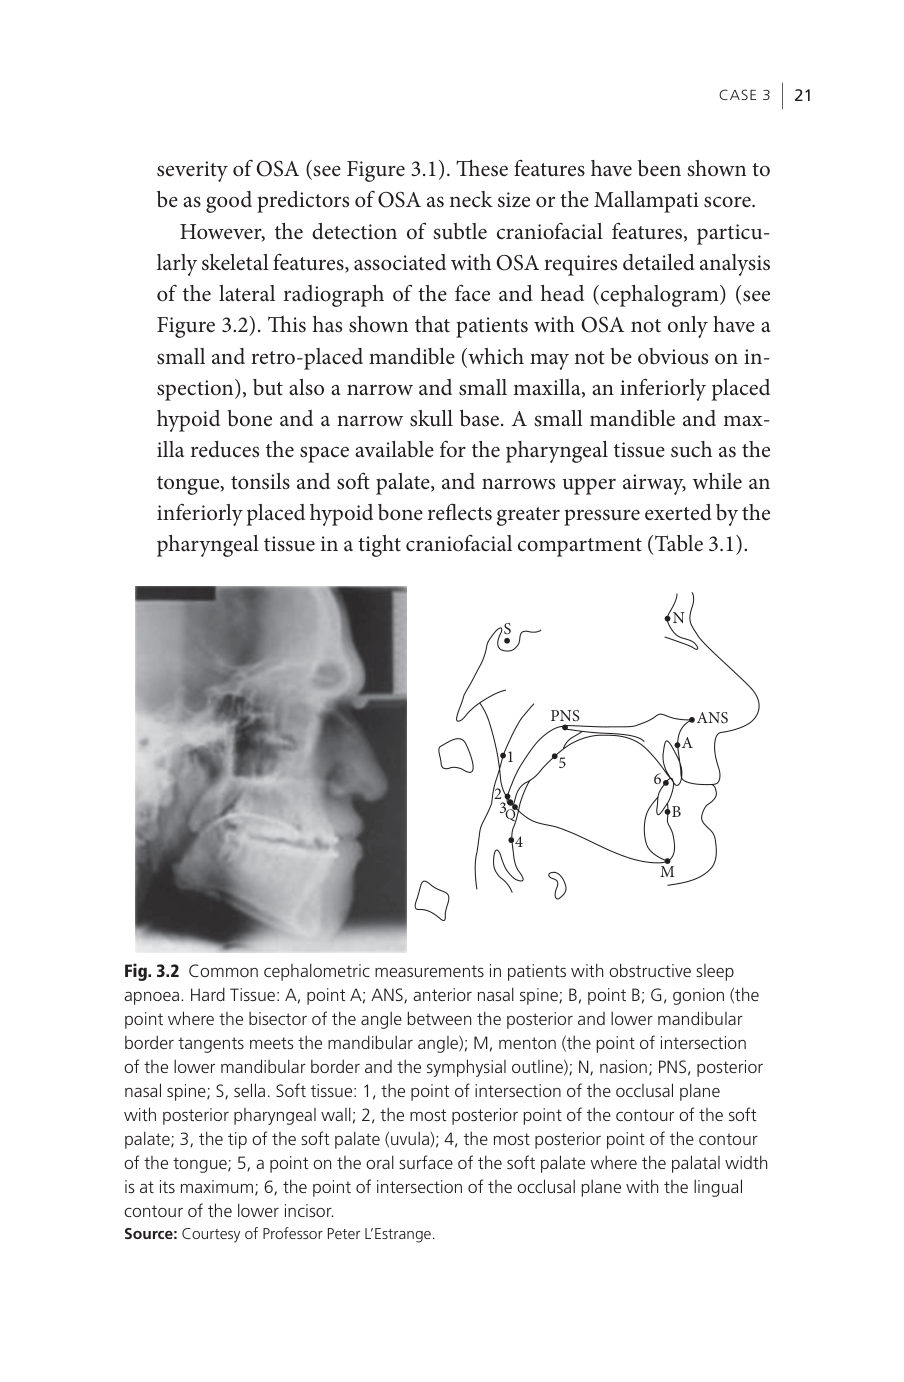 CASE 3 | 21
severity of OSA (see Figure 3.1). These features have been shown to
be as good predictors of OSA as neck size or the Mallampati score.
However, the detection of subtle craniofacial features, particu-
larly skeletal features, associated with OSA requires detailed analysis
of the lateral radiograph of the face and head (cephalogram) (see
Figure 3.2). This has shown that patients with OSA not only have a
small and retro-placed mandible (which may not be obvious on in-
spection), but also a narrow and small maxilla, an inferiorly placed
hypoid bone and a narrow skull base. A small mandible and max-
illa reduces the space available for the pharyngeal tissue such as the
tongue, tonsils and soft palate, and narrows upper airway, while an
inferiorly placed hypoid bone reflects greater pressure exerted by the
pharyngeal tissue in a tight craniofacial compartment (Table 3.1).
N
S
PNS
ANS
A
1
5
6
2
3
Q
B
4
M
Fig. 3.2 Common cephalometric measurements in patients with obstructive sleep
apnoea. Hard Tissue: A, point A; ANS, anterior nasal spine; B, point B; G, gonion (the
point where the bisector of the angle between the posterior and lower mandibular
border tangents meets the mandibular angle); M, menton (the point of intersection
of the lower mandibular border and the symphysial outline); N, nasion; PNS, posterior
nasal spine; S, sella. Soft tissue: 1, the point of intersection of the occlusal plane
with posterior pharyngeal wall; 2, the most posterior point of the contour of the soft
palate; 3, the tip of the soft palate (uvula); 4, the most posterior point of the contour
of the tongue; 5, a point on the oral surface of the soft palate where the palatal width
is at its maximum; 6, the point of intersection of the occlusal plane with the lingual
contour of the lower incisor.
Source: Courtesy of Professor Peter L'Estrange.